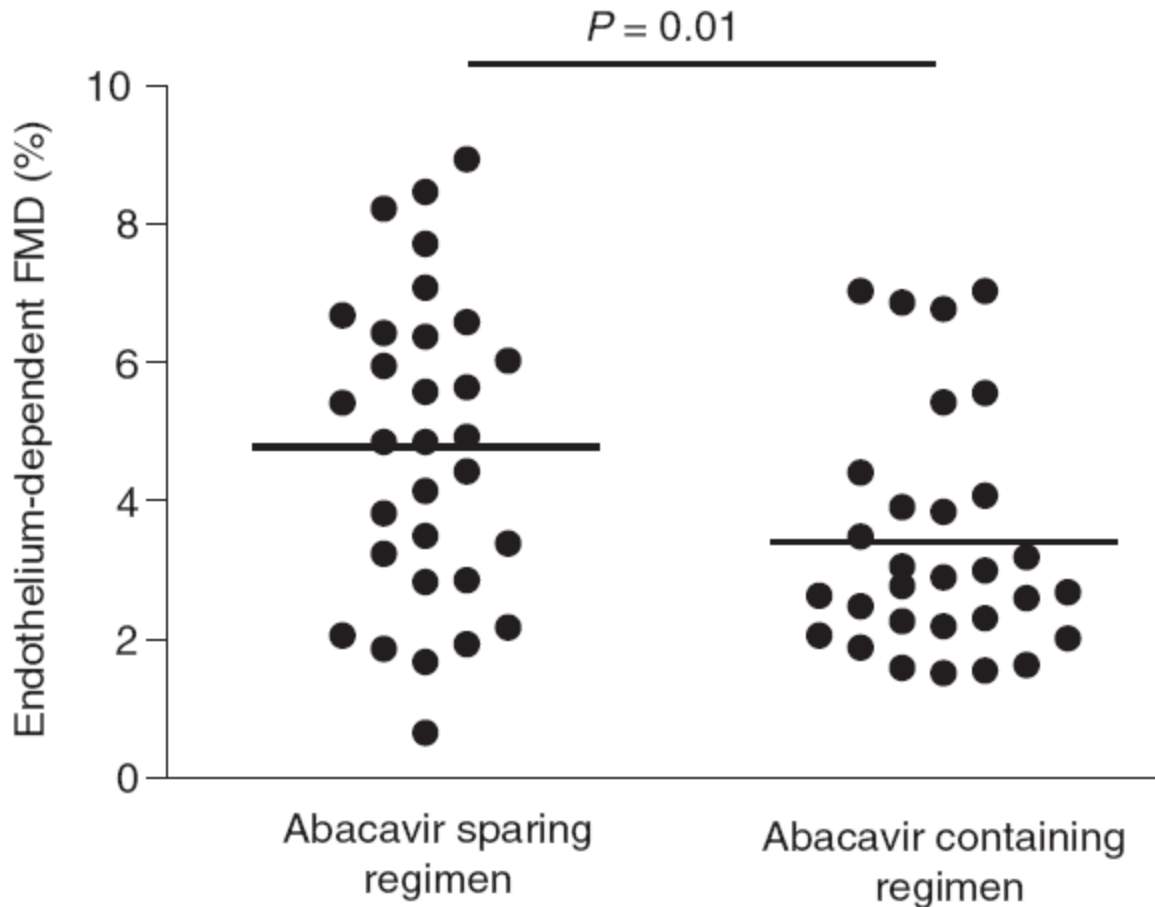 P = 0.01
Endothelium-dependent FMD (%)
10
8
6
4
2
0
Abacavir sparing
regimen
Abacavir containing
regimen